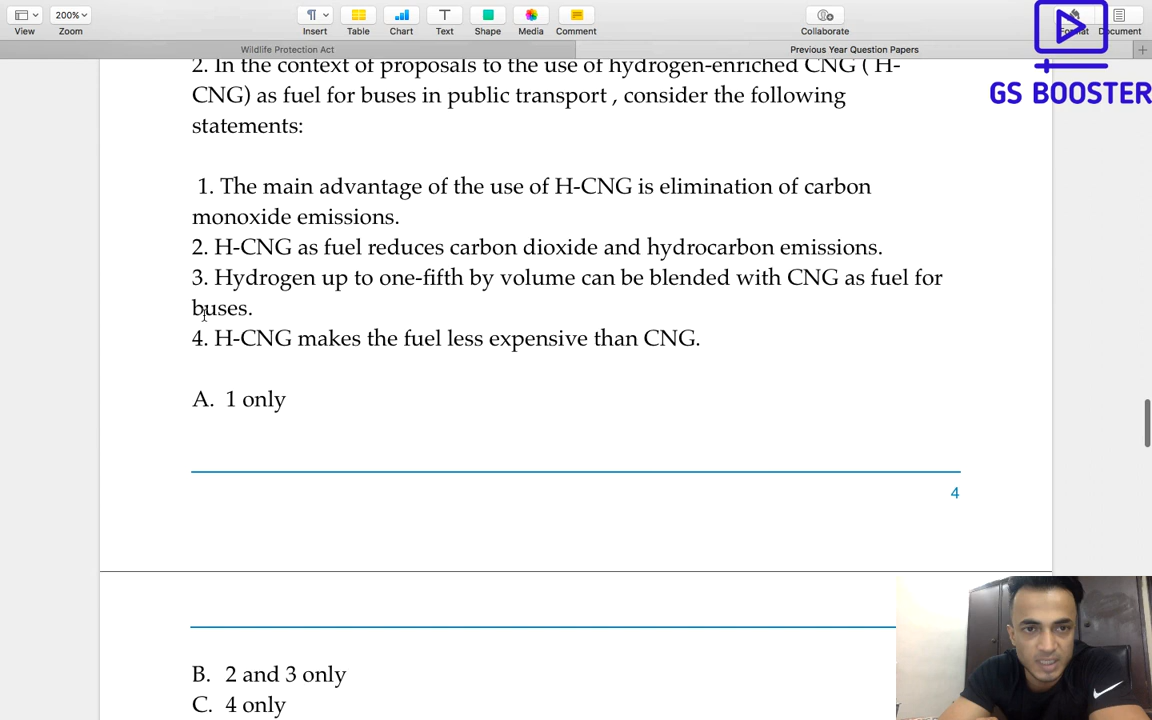 200%
View
Zoom
Insert
Table
Chart
Text
Shape
Media
Comment
Collaborate
Format
Document
Wildlife Protection Act
Previous Year Question Papers
GS BOOSTER
2. In the context of proposals to the use of hydrogen-enriched CNG ( H-
CNG) as fuel for buses in public transport , consider the following
statements:
1. The main advantage of the use of H-CNG is elimination of carbon
monoxide emissions.
2. H-CNG as fuel reduces carbon dioxide and hydrocarbon emissions.
3. Hydrogen up to one-fifth by volume can be blended with CNG as fuel for
buses.
4. H-CNG makes the fuel less expensive than CNG.
A. 1 only
4
B. 2 and 3 only
C. 4 only